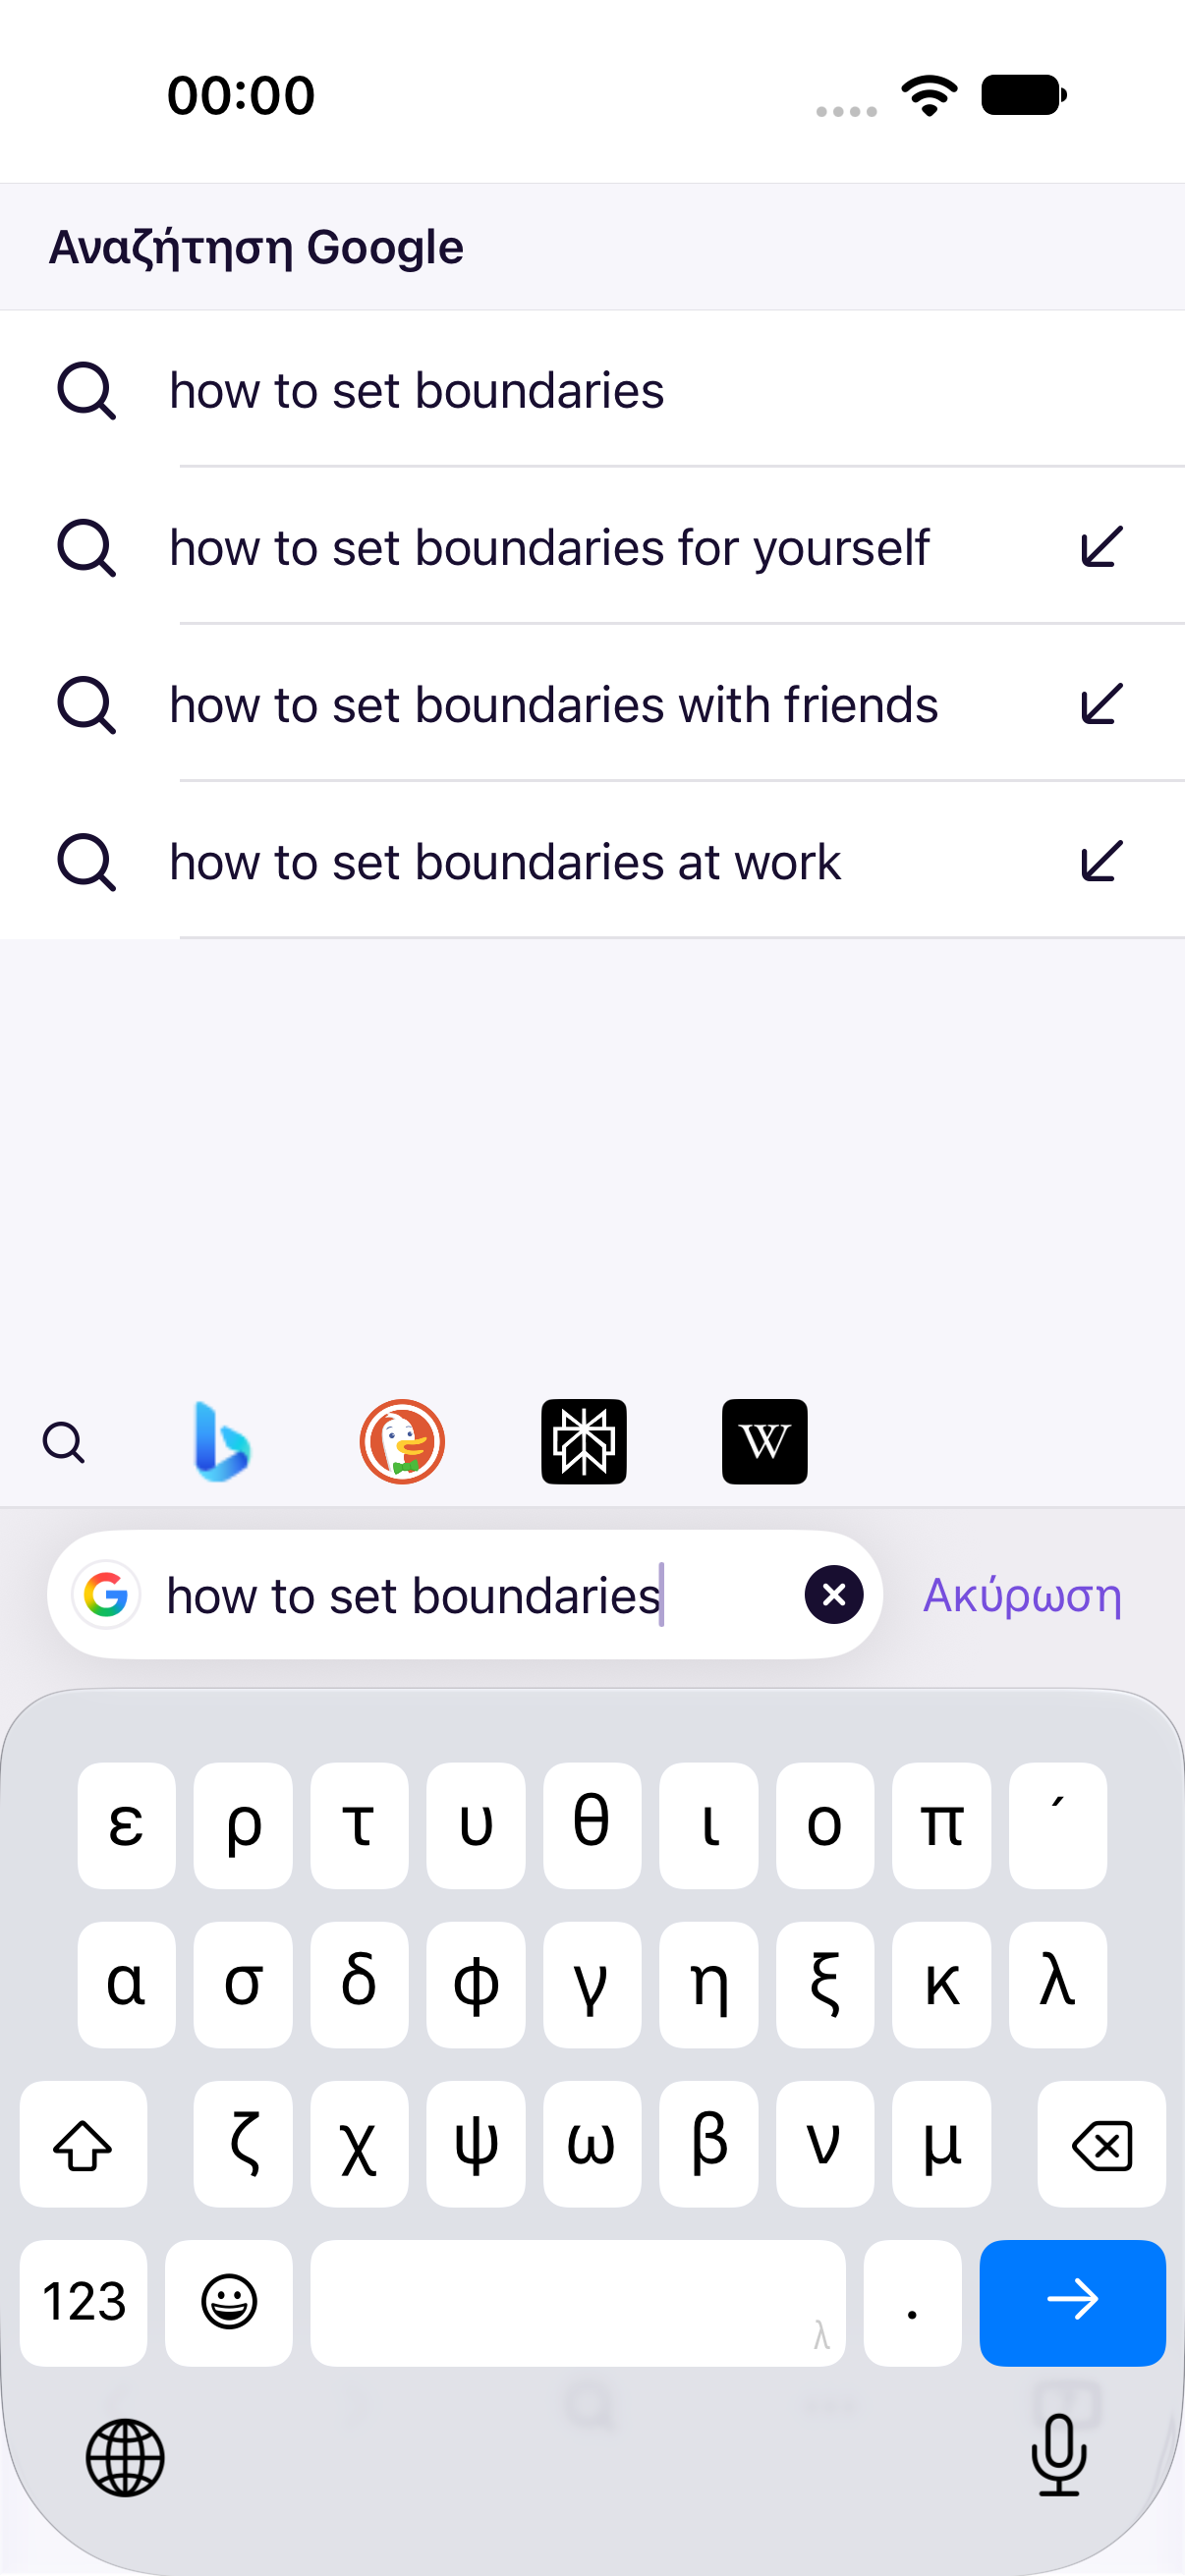 00:00
Αναζήτηση Google
how to set boundaries
how to set boundaries for yourself
how to set boundaries with friends
how to set boundaries at work
W
how to set boundaries
Ακύρωση
ε ρ τ υ θ ι ο π ΄
α σ δ φ γ η ξ κ λ
ζ χ ψ ω β ν μ
123 .
λ